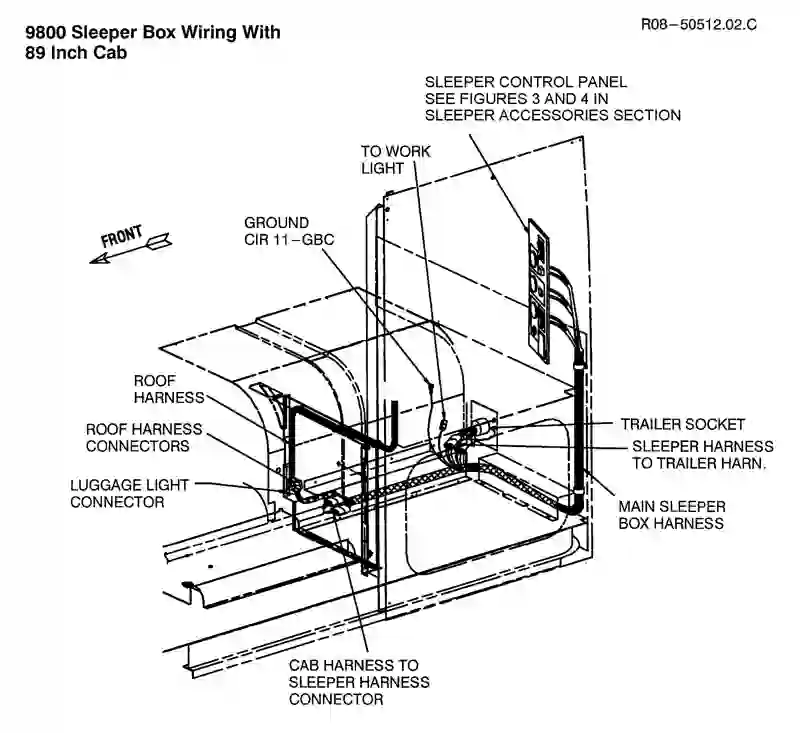 9800 Sleeper Box Wiring With
89 Inch Cab
R08-50512.02.C
SLEEPER CONTROL PANEL
SEE FIGURES 3 AND 4 IN
SLEEPER ACCESSORIES SECTION
TO WORK
LIGHT
GROUND
CIR 11-GBC
FRONT
ROOF
HARNESS
ROOF HARNESS
CONNECTORS
LUGGAGE LIGHT
CONNECTOR
TRAILER SOCKET
SLEEPER HARNESS
TO TRAILER HARN.
MAIN SLEEPER
BOX HARNESS
CAB HARNESS TO
SLEEPER HARNESS
CONNECTOR